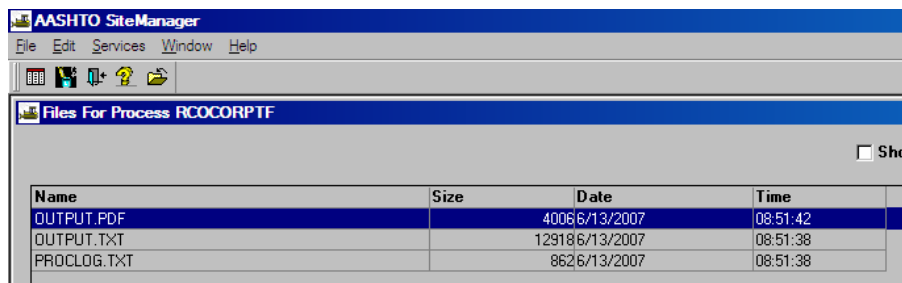 AASHTO SiteManager
File Edit Services Window Help
Files For Process RCOCORPTF
Name Size Date Time
OUTPUT.PDF 4006 6/13/2007 08:51:42
OUTPUT.TXT 12918 6/13/2007 08:51:38
PROCLOG.TXT 862 6/13/2007 08:51:38